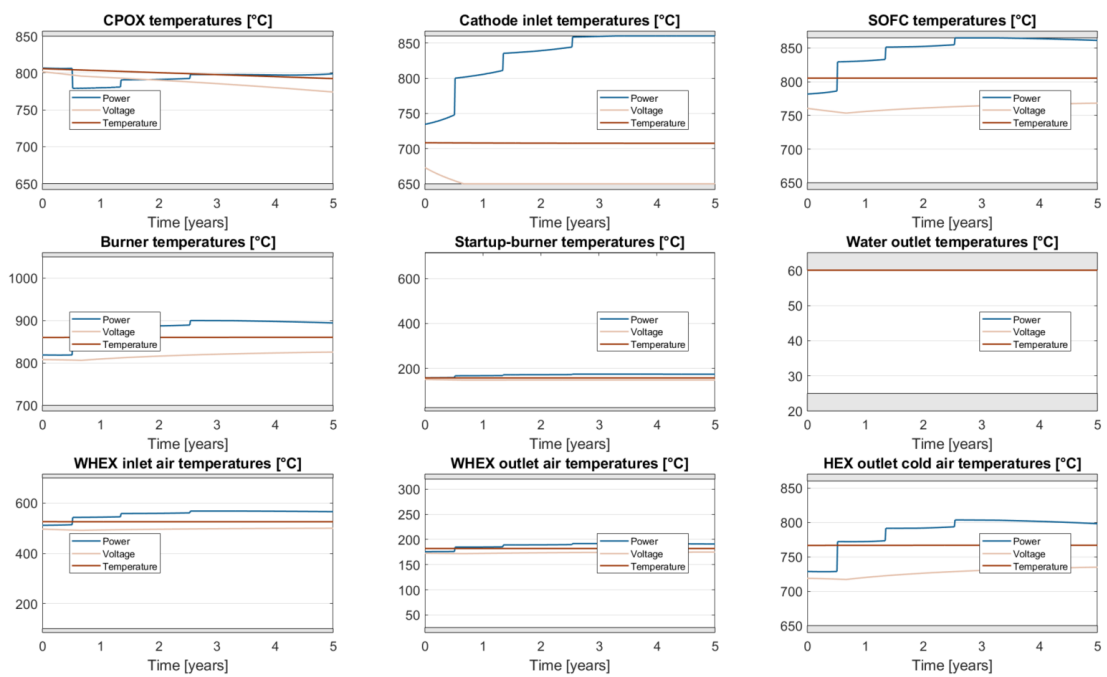 CPOX temperatures [°C]
850
800
750
700
650
Power
Voltage
Temperature
0 1 2 3 4 5
Time [years]
Cathode inlet temperatures [°C]
850
800
750
700
650
Power
Voltage
Temperature
0 1 2 3 4 5
Time [years]
SOFC temperatures [°C]
850
800
750
700
650
Power
Voltage
Temperature
0 1 2 3 4 5
Time [years]
Burner temperatures [°C]
1000
900
800
700
Power
Voltage
Temperature
0 1 2 3 4 5
Time [years]
Startup-burner temperatures [°C]
600
400
200
Power
Voltage
Temperature
0 1 2 3 4 5
Time [years]
Water outlet temperatures [°C]
60
50
40
30
20
Power
Voltage
Temperature
0 1 2 3 4 5
Time [years]
WHEX inlet air temperatures [°C]
600
400
200
Power
Voltage
Temperature
0 1 2 3 4 5
Time [years]
WHEX outlet air temperatures [°C]
300
250
200
150
100
50
Power
Voltage
Temperature
0 1 2 3 4 5
Time [years]
HEX outlet cold air temperatures [°C]
850
800
750
700
650
Power
Voltage
Temperature
0 1 2 3 4 5
Time [years]